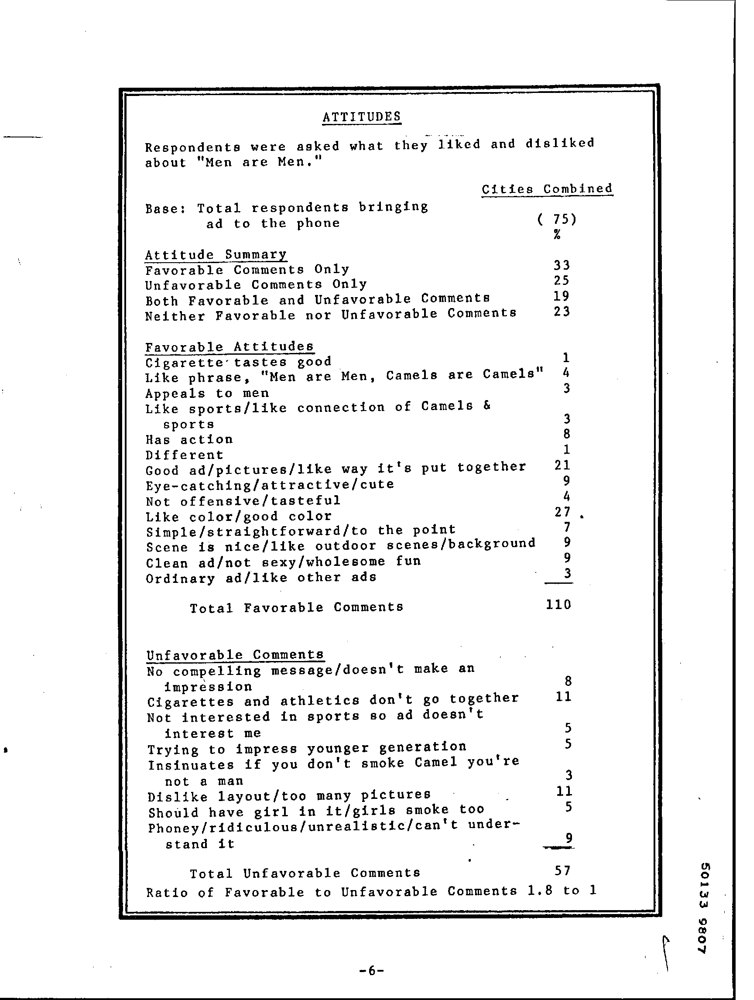 ATTITUDES
Respondents were asked what they liked and disliked
about "Men are Men."
Cities Combined
Base: Total respondents bringing
ad to the phone ( 75)
%
Attitude Summary
Favorable Comments Only 33
Unfavorable Comments Only 25
Both Favorable and Unfavorable Comments 19
Neither Favorable nor Unfavorable Comments 23
Favorable Attitudes
Cigarette tastes good 1
Like phrase, "Men are Men, Camels are Camels" 4
Appeals to men 3
Like sports/like connection of Camels &
sports 3
Has action 8
Different 1
Good ad/pictures/like way it's put together 21
Eye-catching/attractive/cute 9
Not offensive/tasteful 4
Like color/good color 27
Simple/straightforward/to the point 7
Scene is nice/like outdoor scenes/background 9
Clean ad/not sexy/wholesome fun 9
Ordinary ad/like other ads 3
Total Favorable Comments 110
Unfavorable Comments
No compelling message/doesn't make an
impression 8
Cigarettes and athletics don't go together 11
Not interested in sports so ad doesn't
interest me 5
Trying to impress younger generation 5
Insinuates if you don't smoke Camel you're
not a man 3
Dislike layout/too many pictures 11
Should have girl in it/girls smoke too 5
Phoney/ridiculous/unrealistic/can't under-
stand it 9
Total Unfavorable Comments 57
Ratio of Favorable to Unfavorable Comments 1.8 to 1
50133 9807
-6-